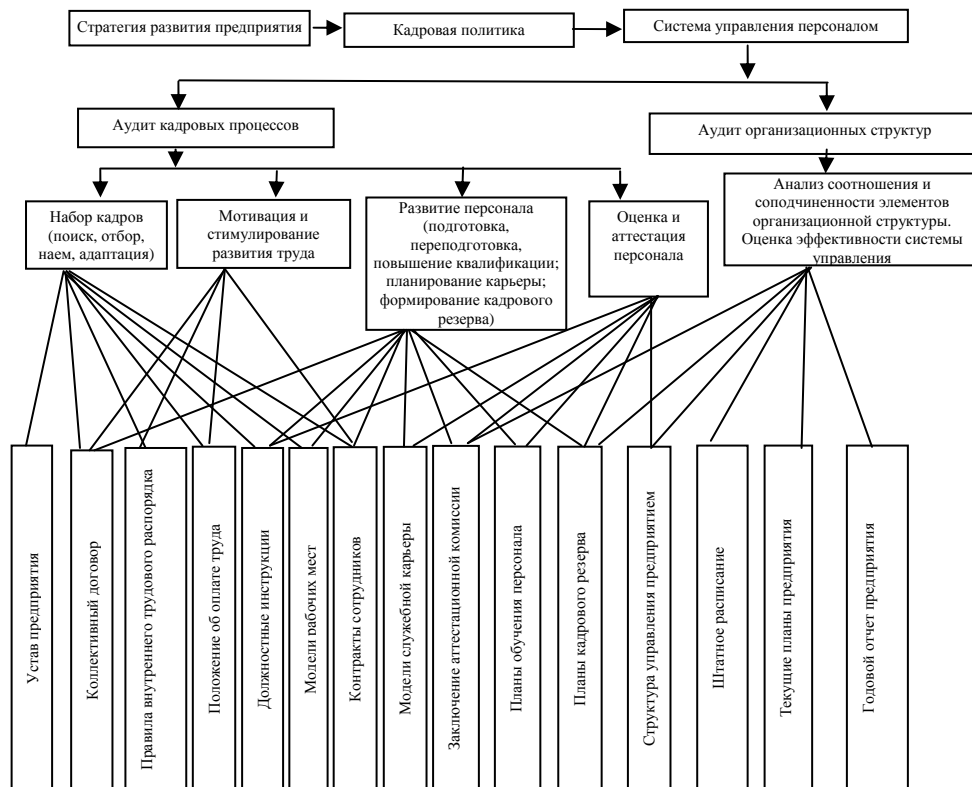 Стратегия развития предприятия
Кадровая политика
Система управления персоналом
Аудит кадровых процессов
Аудит организационных структур
Набор кадров
(поиск, отбор,
наем, адаптация)
Мотивация и
стимулирование
развития труда
Развитие персонала
(подготовка,
переподготовка,
повышение квалификации;
планирование карьеры;
формирование кадрового
резерва)
Оценка и
аттестация
персонала
Анализ соотношения и
соподчиненности элементов
организационной структуры.
Оценка эффективности системы
управления
Устав предприятия
Коллективный договор
Правила внутреннего трудового распорядка
Положение об оплате труда
Должностные инструкции
Модели рабочих мест
Контракты сотрудников
Модели служебной карьеры
Заключение аттестационной комиссии
Планы обучения персонала
Планы кадрового резерва
Структура управления предприятием
Штатное расписание
Текущие планы предприятия
Годовой отчет предприятия